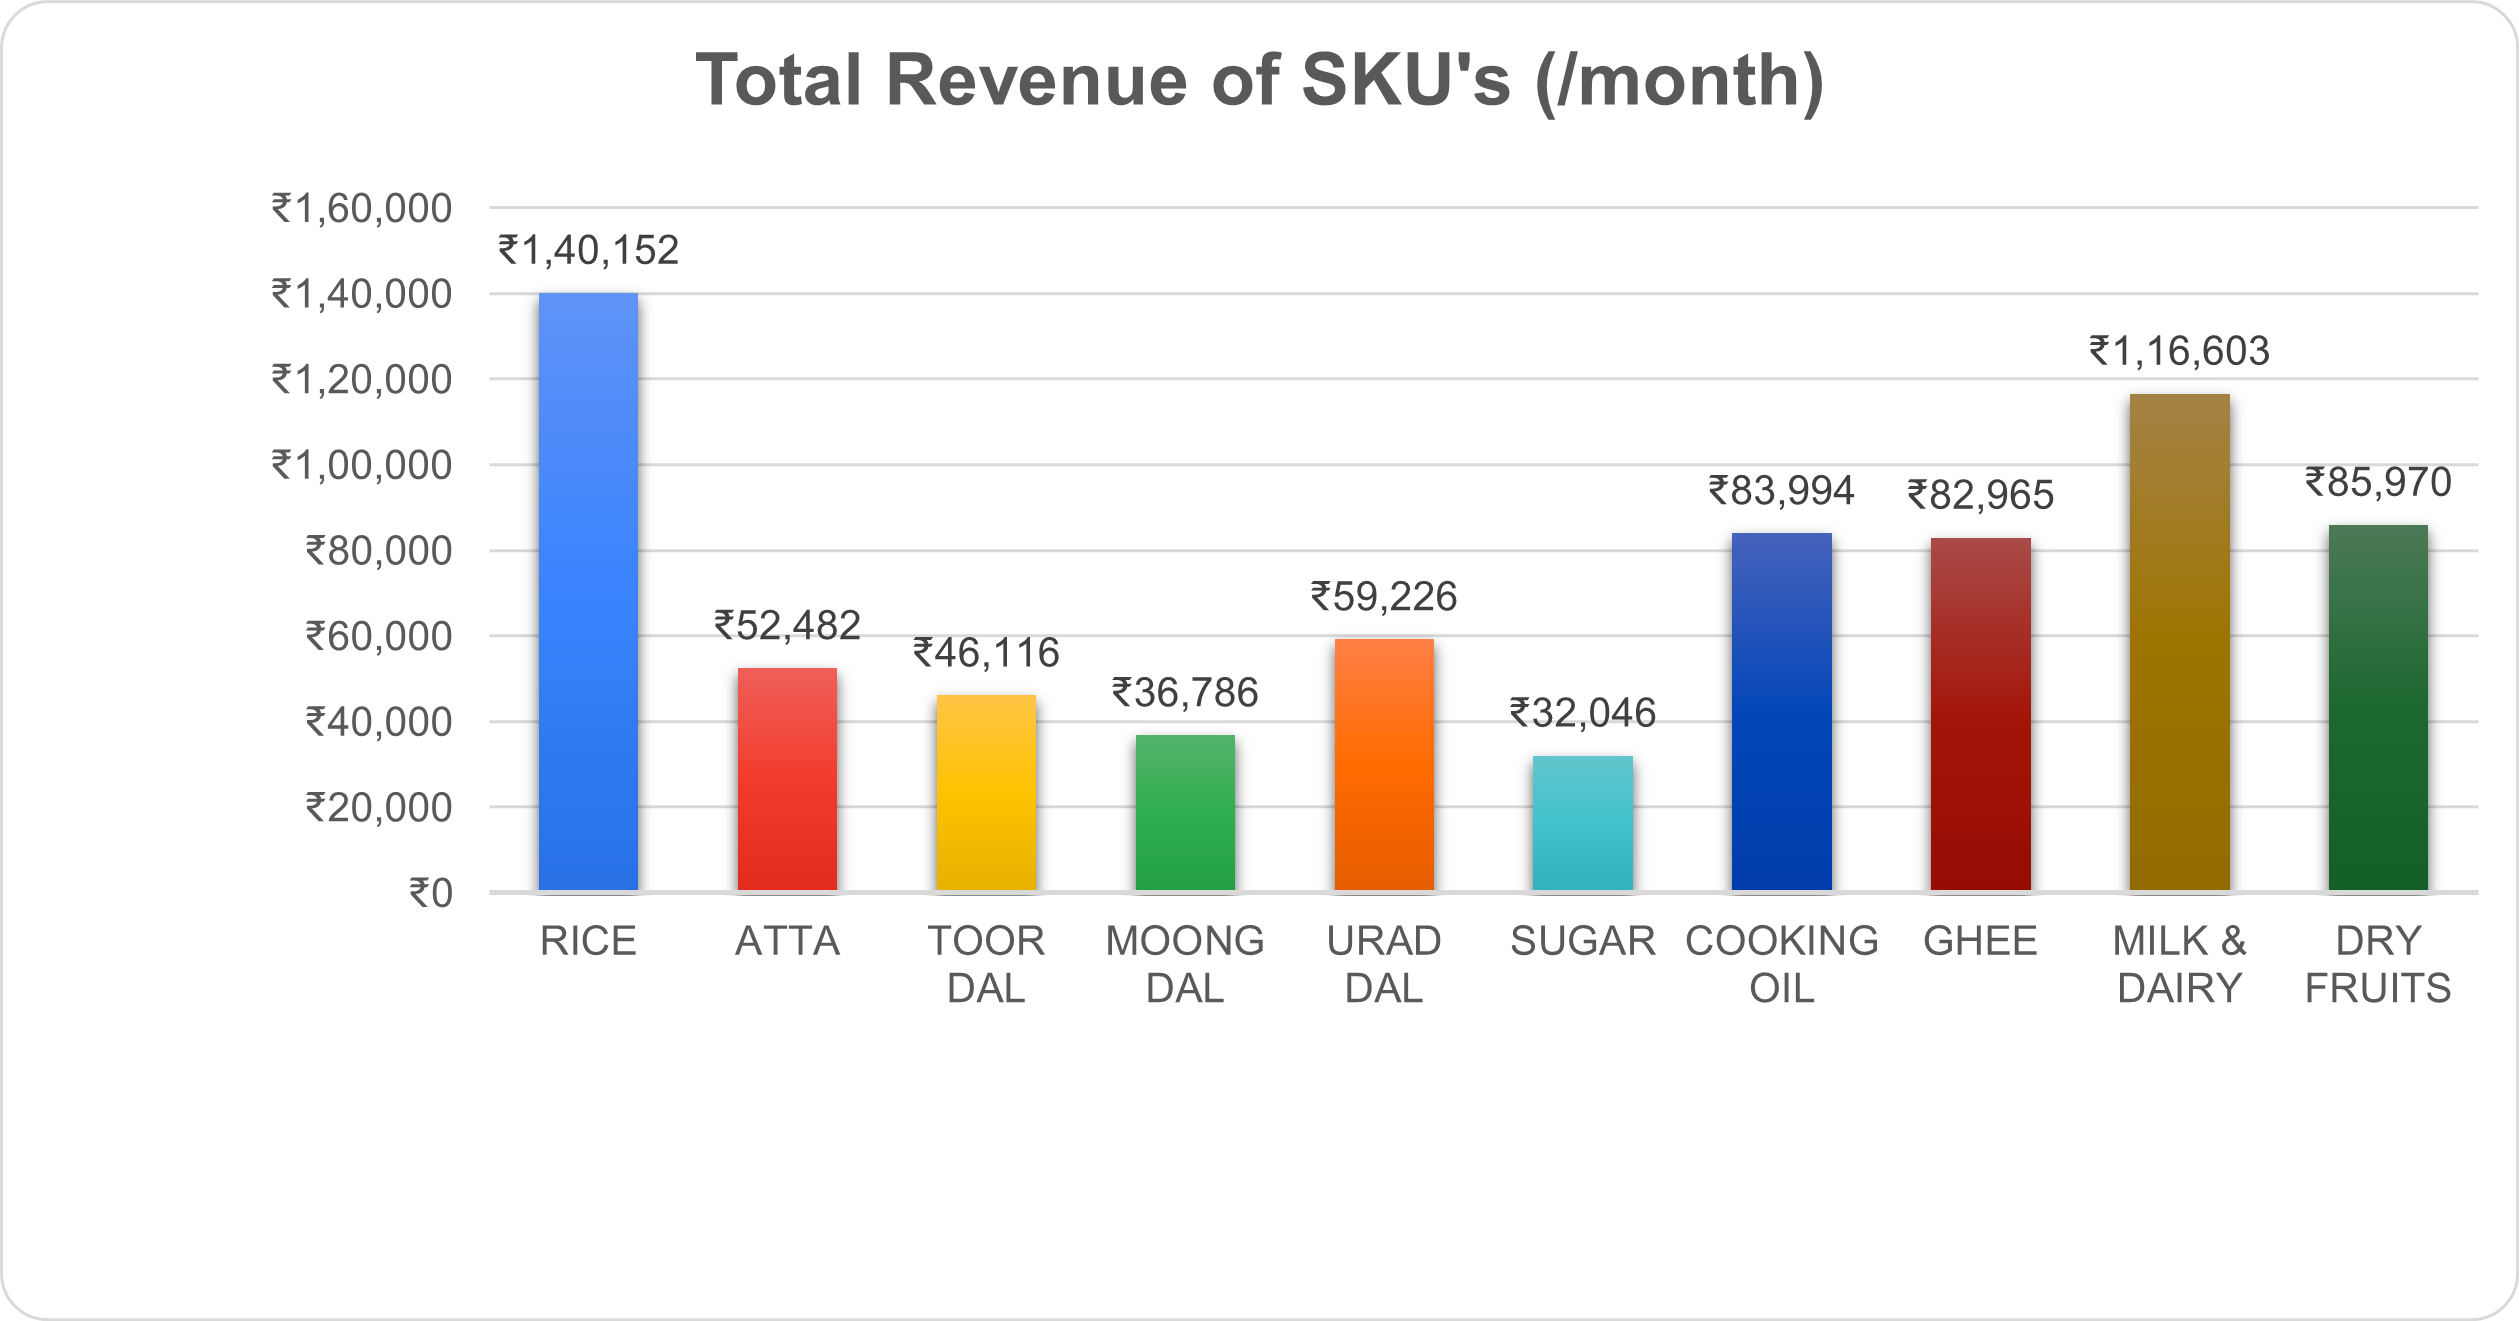 Total Revenue of SKU's (/month)
₹1,60,000
₹1,40,000
₹1,20,000
₹1,00,000
₹80,000
₹60,000
₹40,000
₹20,000
₹0
₹1,40,152
₹52,482
₹46,116
₹36,786
₹59,226
₹32,046
₹83,994
₹82,965
₹1,16,603
₹85,970
RICE
ATTA
TOOR
DAL
MOONG
DAL
URAD
DAL
SUGAR
COOKING
OIL
GHEE
MILK &
DAIRY
DRY
FRUITS